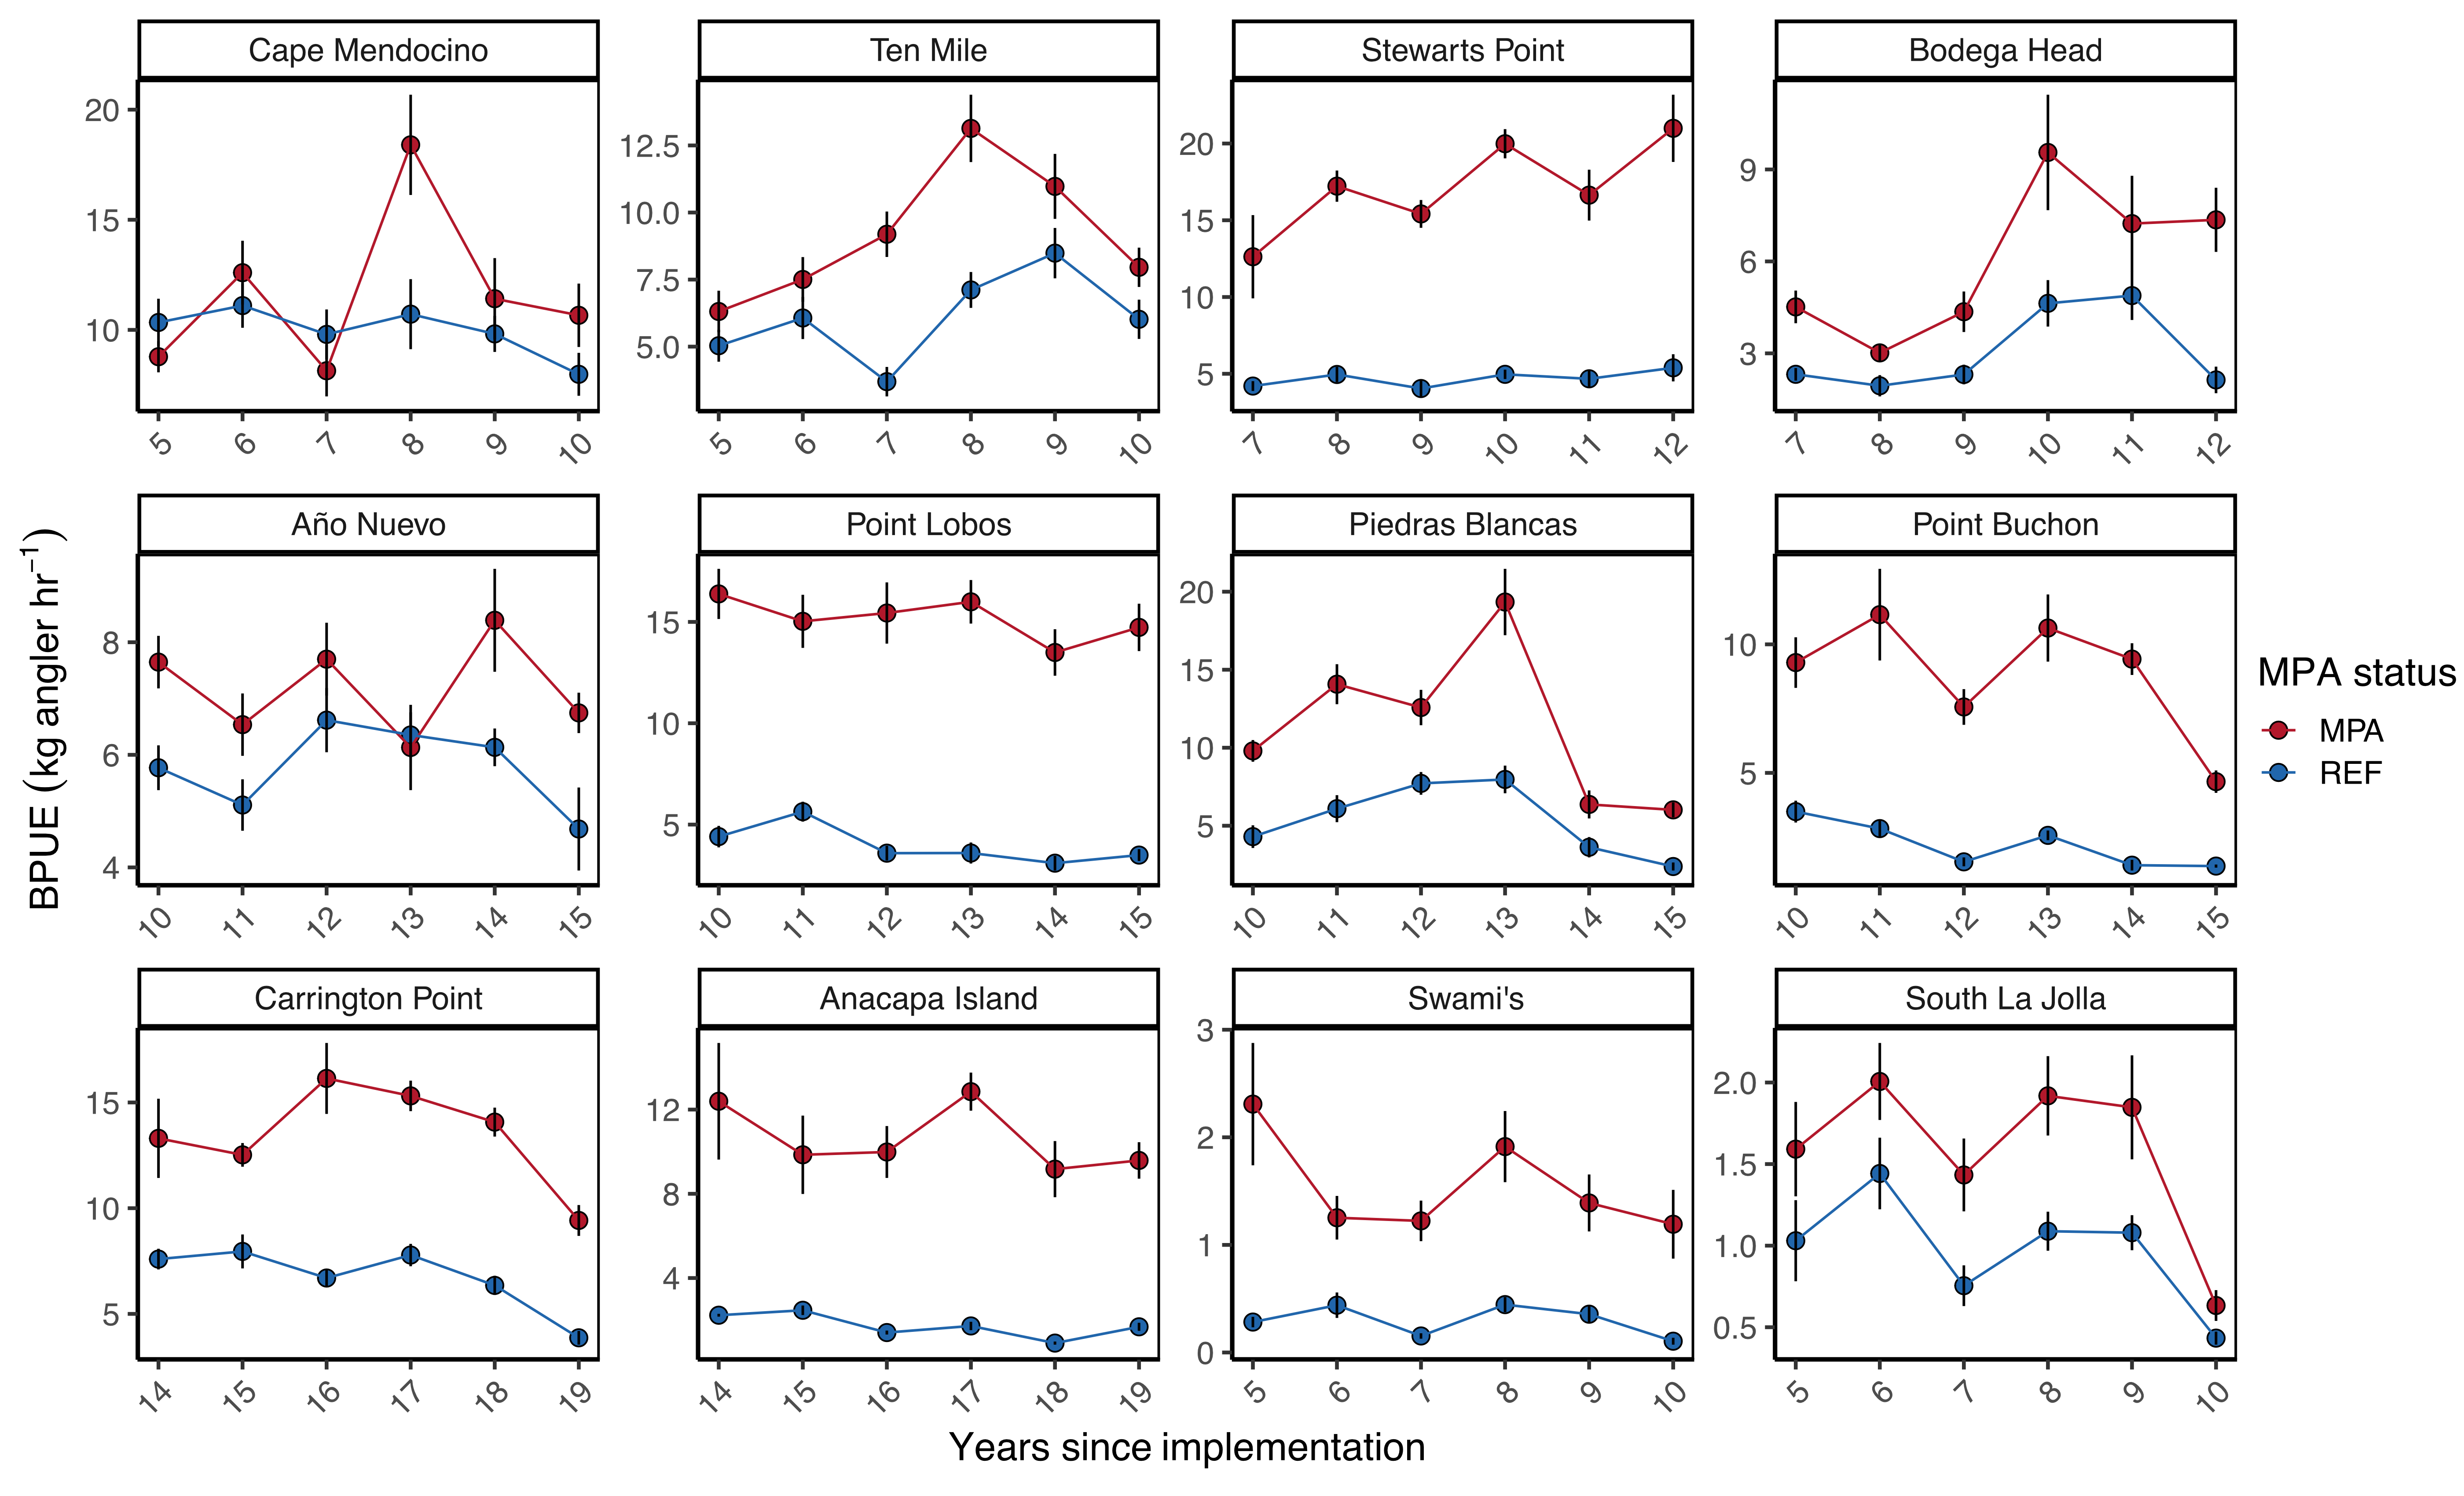 Cape Mendocino
Ten Mile
Stewarts Point
Bodega Head
20
15
10
12.5
10.0
7.5
5.0
20
15
10
5
9
6
3
5 6 7 8 9 10
5 6 7 8 9 10
7 8 9 10 11 12
7 8 9 10 11 12
Año Nuevo
Point Lobos
Piedras Blancas
Point Buchon
8
6
4
15
10
5
20
15
10
5
10
5
10 11 12 13 14 15
10 11 12 13 14 15
10 11 12 13 14 15
10 11 12 13 14 15
Carrington Point
Anacapa Island
Swami's
South La Jolla
15
10
5
12
8
4
3
2
1
0
2.0
1.5
1.0
0.5
14 15 16 17 18 19
14 15 16 17 18 19
5 6 7 8 9 10
5 6 7 8 9 10
BPUE (kg angler hr⁻¹)
Years since implementation
MPA status
MPA
REF